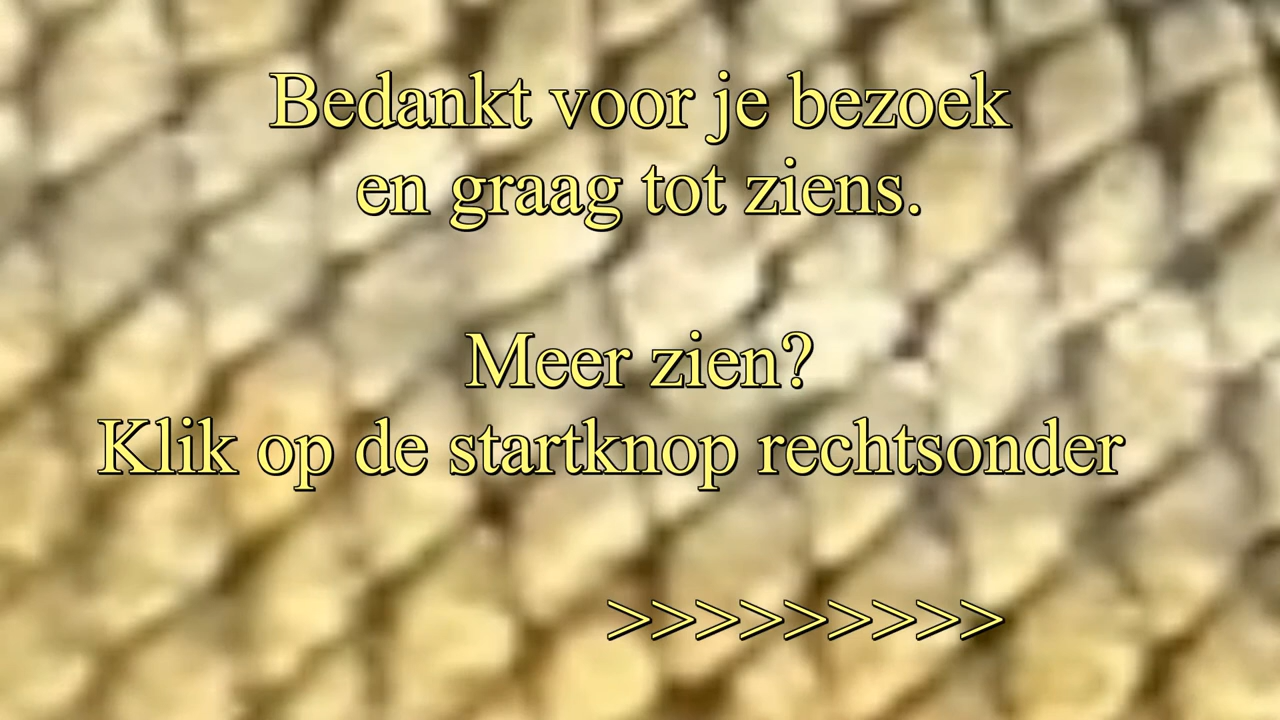 Bedankt voor je bezoek
en graag tot ziens.
Meer zien?
Klik op de startknop rechtsonder
>>>>>>>>>